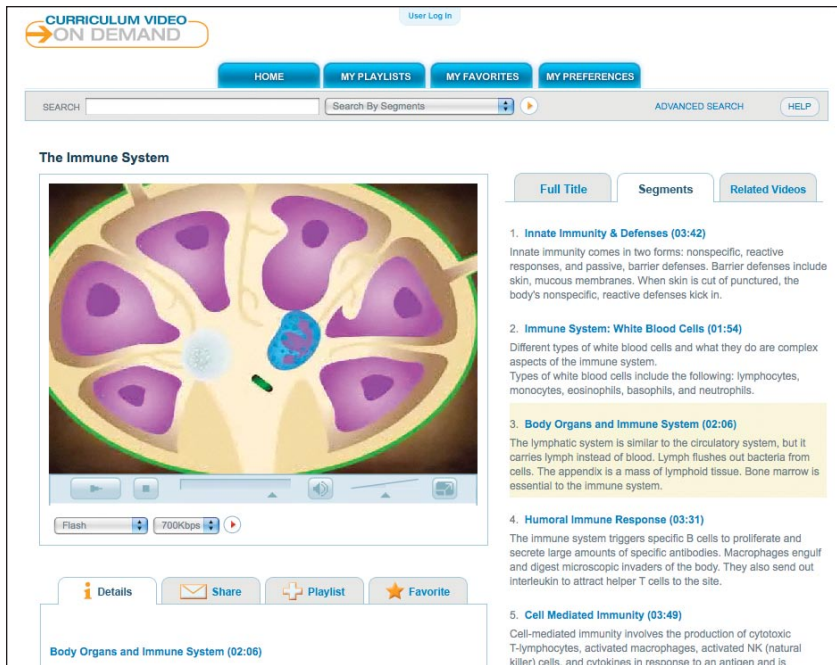 CURRICULUM VIDEO
ON DEMAND
User Log In
HOME
MY PLAYLISTS
MY FAVORITES
MY PREFERENCES
SEARCH
Search By Segments
ADVANCED SEARCH
HELP
The Immune System
Flash
700Kbps
Details
Share
Playlist
Favorite
Body Organs and Immune System (02:06)
Full Title
Segments
Related Videos
1. Innate Immunity & Defenses (03:42)
Innate immunity comes in two forms: nonspecific, reactive
responses, and passive, barrier defenses. Barrier defenses include
skin, mucous membranes. When skin is cut of punctured, the
body's nonspecific, reactive defenses kick in.
2. Immune System: White Blood Cells (01:54)
Different types of white blood cells and what they do are complex
aspects of the immune system.
Types of white blood cells include the following: lymphocytes,
monocytes, eosinophils, basophils, and neutrophils.
3. Body Organs and Immune System (02:06)
The lymphatic system is similar to the circulatory system, but it
carries lymph instead of blood. Lymph flushes out bacteria from
cells. The appendix is a mass of lymphoid tissue. Bone marrow is
essential to the immune system.
4. Humoral Immune Response (03:31)
The immune system triggers specific B cells to proliferate and
secrete large amounts of specific antibodies. Macrophages engulf
and digest microscopic invaders of the body. They also send out
interleukin to attract helper T cells to the site.
5. Cell Mediated Immunity (03:49)
Cell-mediated immunity involves the production of cytotoxic
T-lymphocytes, activated macrophages, activated NK (natural
killer) cells, and cytokines in response to an antigen and is